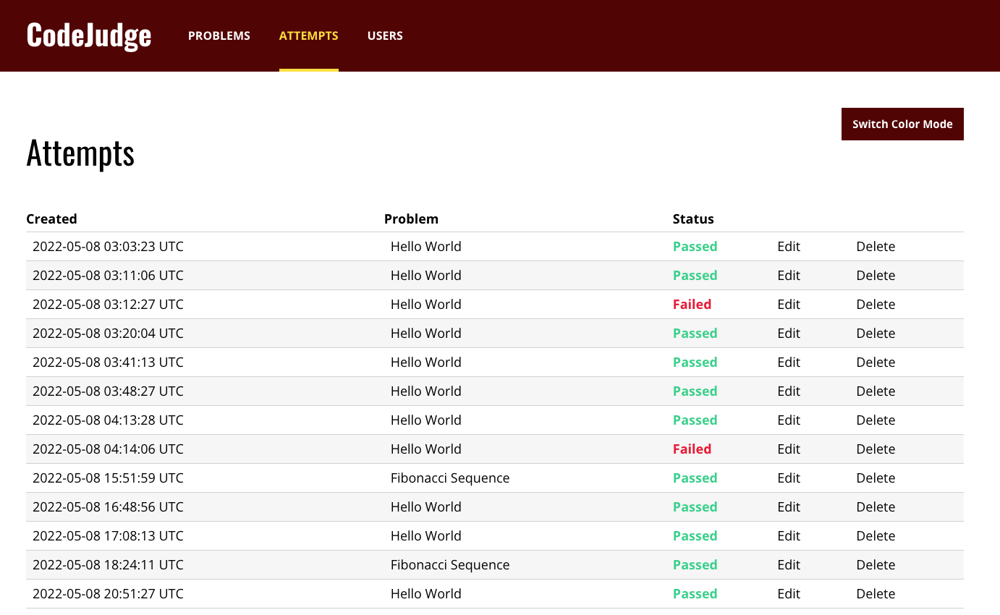 CodeJudge PROBLEMS ATTEMPTS USERS
Switch Color Mode
Attempts
Created Problem Status
2022-05-08 03:03:23 UTC Hello World Passed Edit Delete
2022-05-08 03:11:06 UTC Hello World Passed Edit Delete
2022-05-08 03:12:27 UTC Hello World Failed Edit Delete
2022-05-08 03:20:04 UTC Hello World Passed Edit Delete
2022-05-08 03:41:13 UTC Hello World Passed Edit Delete
2022-05-08 03:48:27 UTC Hello World Passed Edit Delete
2022-05-08 04:13:28 UTC Hello World Passed Edit Delete
2022-05-08 04:14:06 UTC Hello World Failed Edit Delete
2022-05-08 15:51:59 UTC Fibonacci Sequence Passed Edit Delete
2022-05-08 16:48:56 UTC Hello World Passed Edit Delete
2022-05-08 17:08:13 UTC Hello World Passed Edit Delete
2022-05-08 18:24:11 UTC Fibonacci Sequence Passed Edit Delete
2022-05-08 20:51:27 UTC Hello World Passed Edit Delete